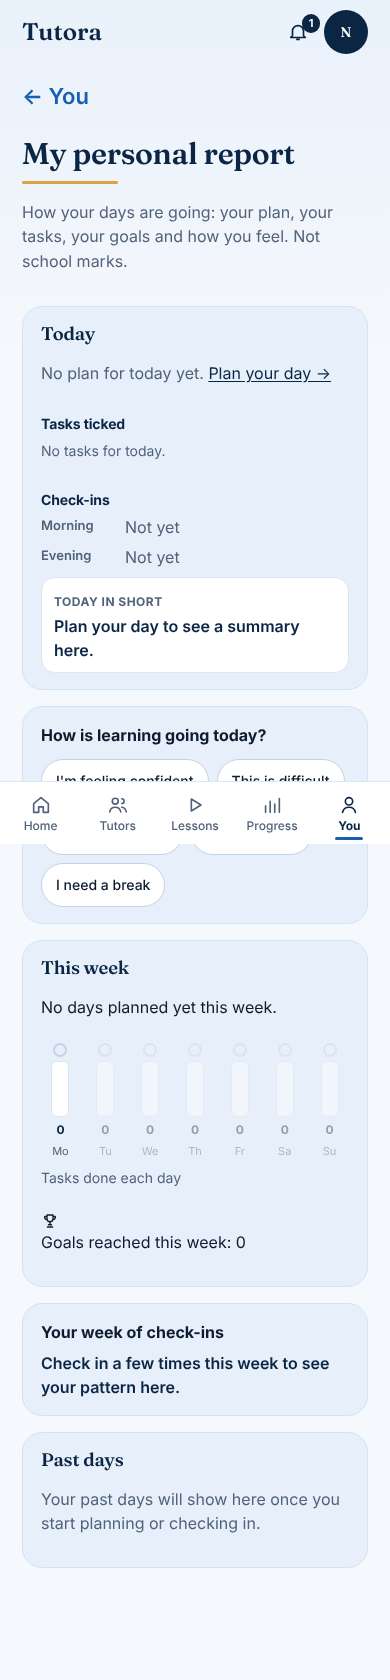 Tutora
1
N
← You
My personal report
How your days are going: your plan, your
tasks, your goals and how you feel. Not
school marks.
Today
No plan for today yet. Plan your day →
Tasks ticked
No tasks for today.
Check-ins
Morning Not yet
Evening Not yet
TODAY IN SHORT
Plan your day to see a summary
here.
How is learning going today?
I'm feeling confident This is difficult
Home Tutors Lessons Progress You
I need a break
This week
No days planned yet this week.
0 0 0 0 0 0 0
Mo Tu We Th Fr Sa Su
Tasks done each day
Goals reached this week: 0
Your week of check-ins
Check in a few times this week to see
your pattern here.
Past days
Your past days will show here once you
start planning or checking in.